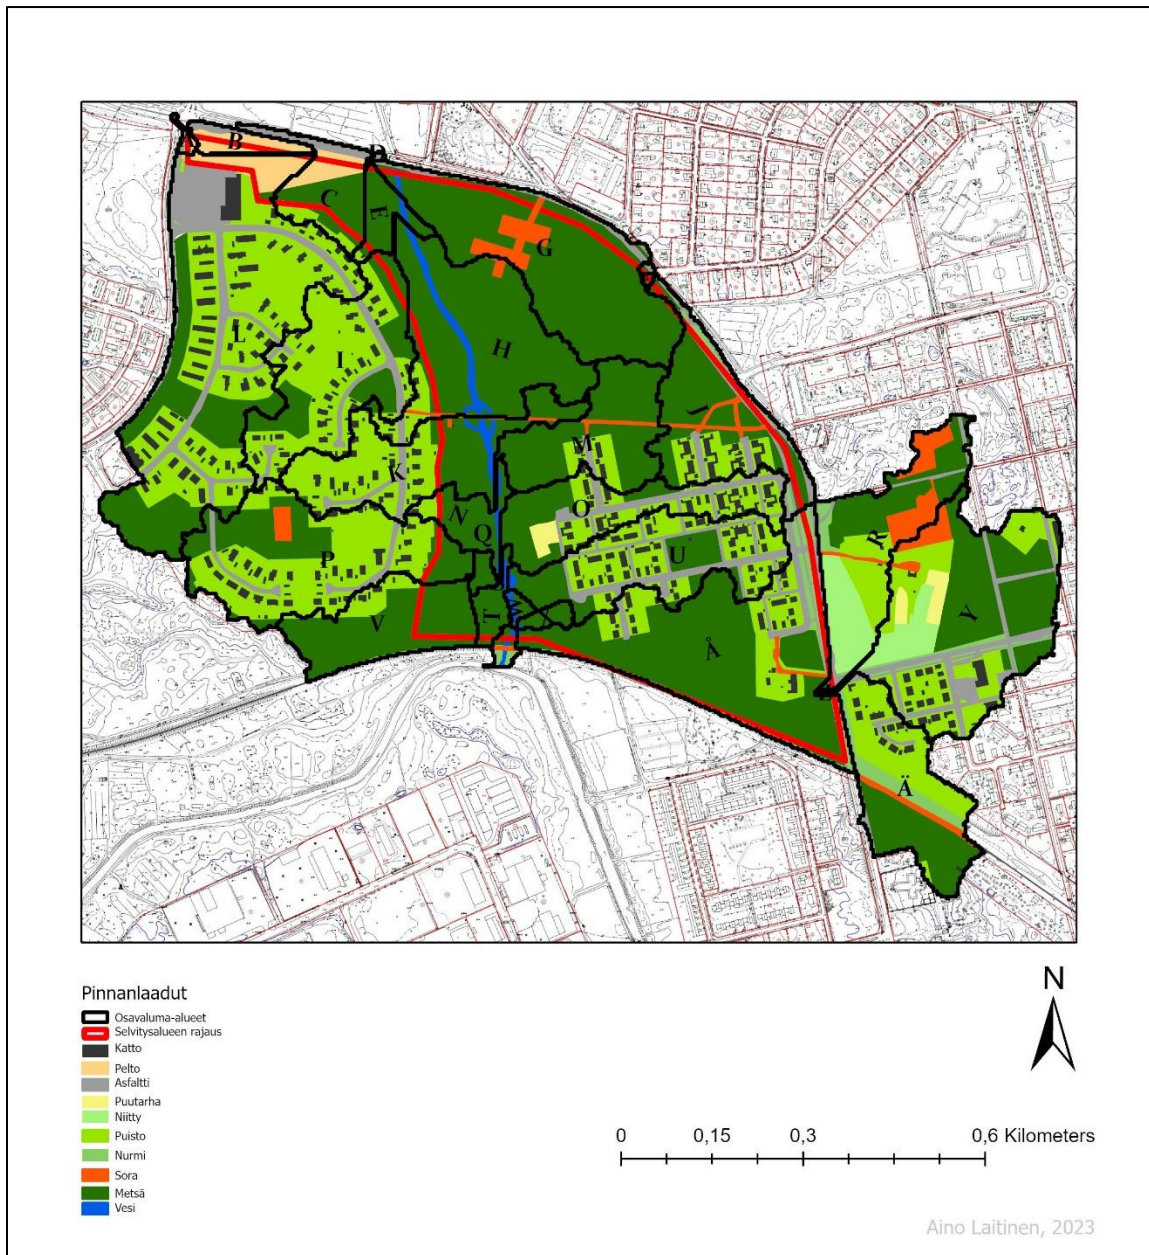 B
D
C
E
G
L
I
H
J
K
M
N
Q
O
R
P
U
T
W
V
Y
Å
Z
Ä
Pinnanlaadut
Osavaluma-alueet
Selvitysalueen rajaus
Katto
Pelto
Asfaltti
Puutarha
Niitty
Puisto
Nurmi
Sora
Metsä
Vesi
N
0 0,15 0,3 0,6 Kilometers
Aino Laitinen, 2023